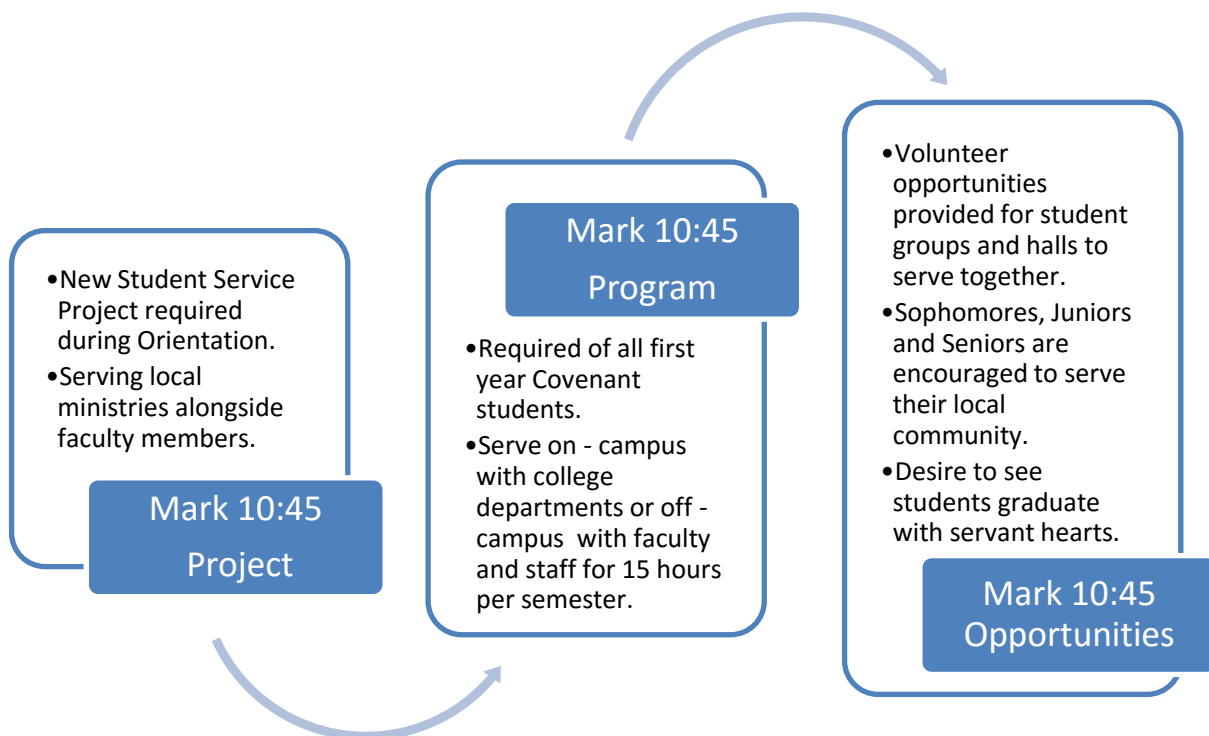 •New Student Service
Project required
during Orientation.
•Serving local
ministries alongside
faculty members.
Mark 10:45
Project
Mark 10:45
Program
•Required of all first
year Covenant
students.
•Serve on - campus
with college
departments or off -
campus  with faculty
and staff for 15 hours
per semester.
•Volunteer
opportunities
provided for student
groups and halls to
serve together.
•Sophomores, Juniors
and Seniors are
encouraged to serve
their local
community.
•Desire to see
students graduate
with servant hearts.
Mark 10:45
Opportunities